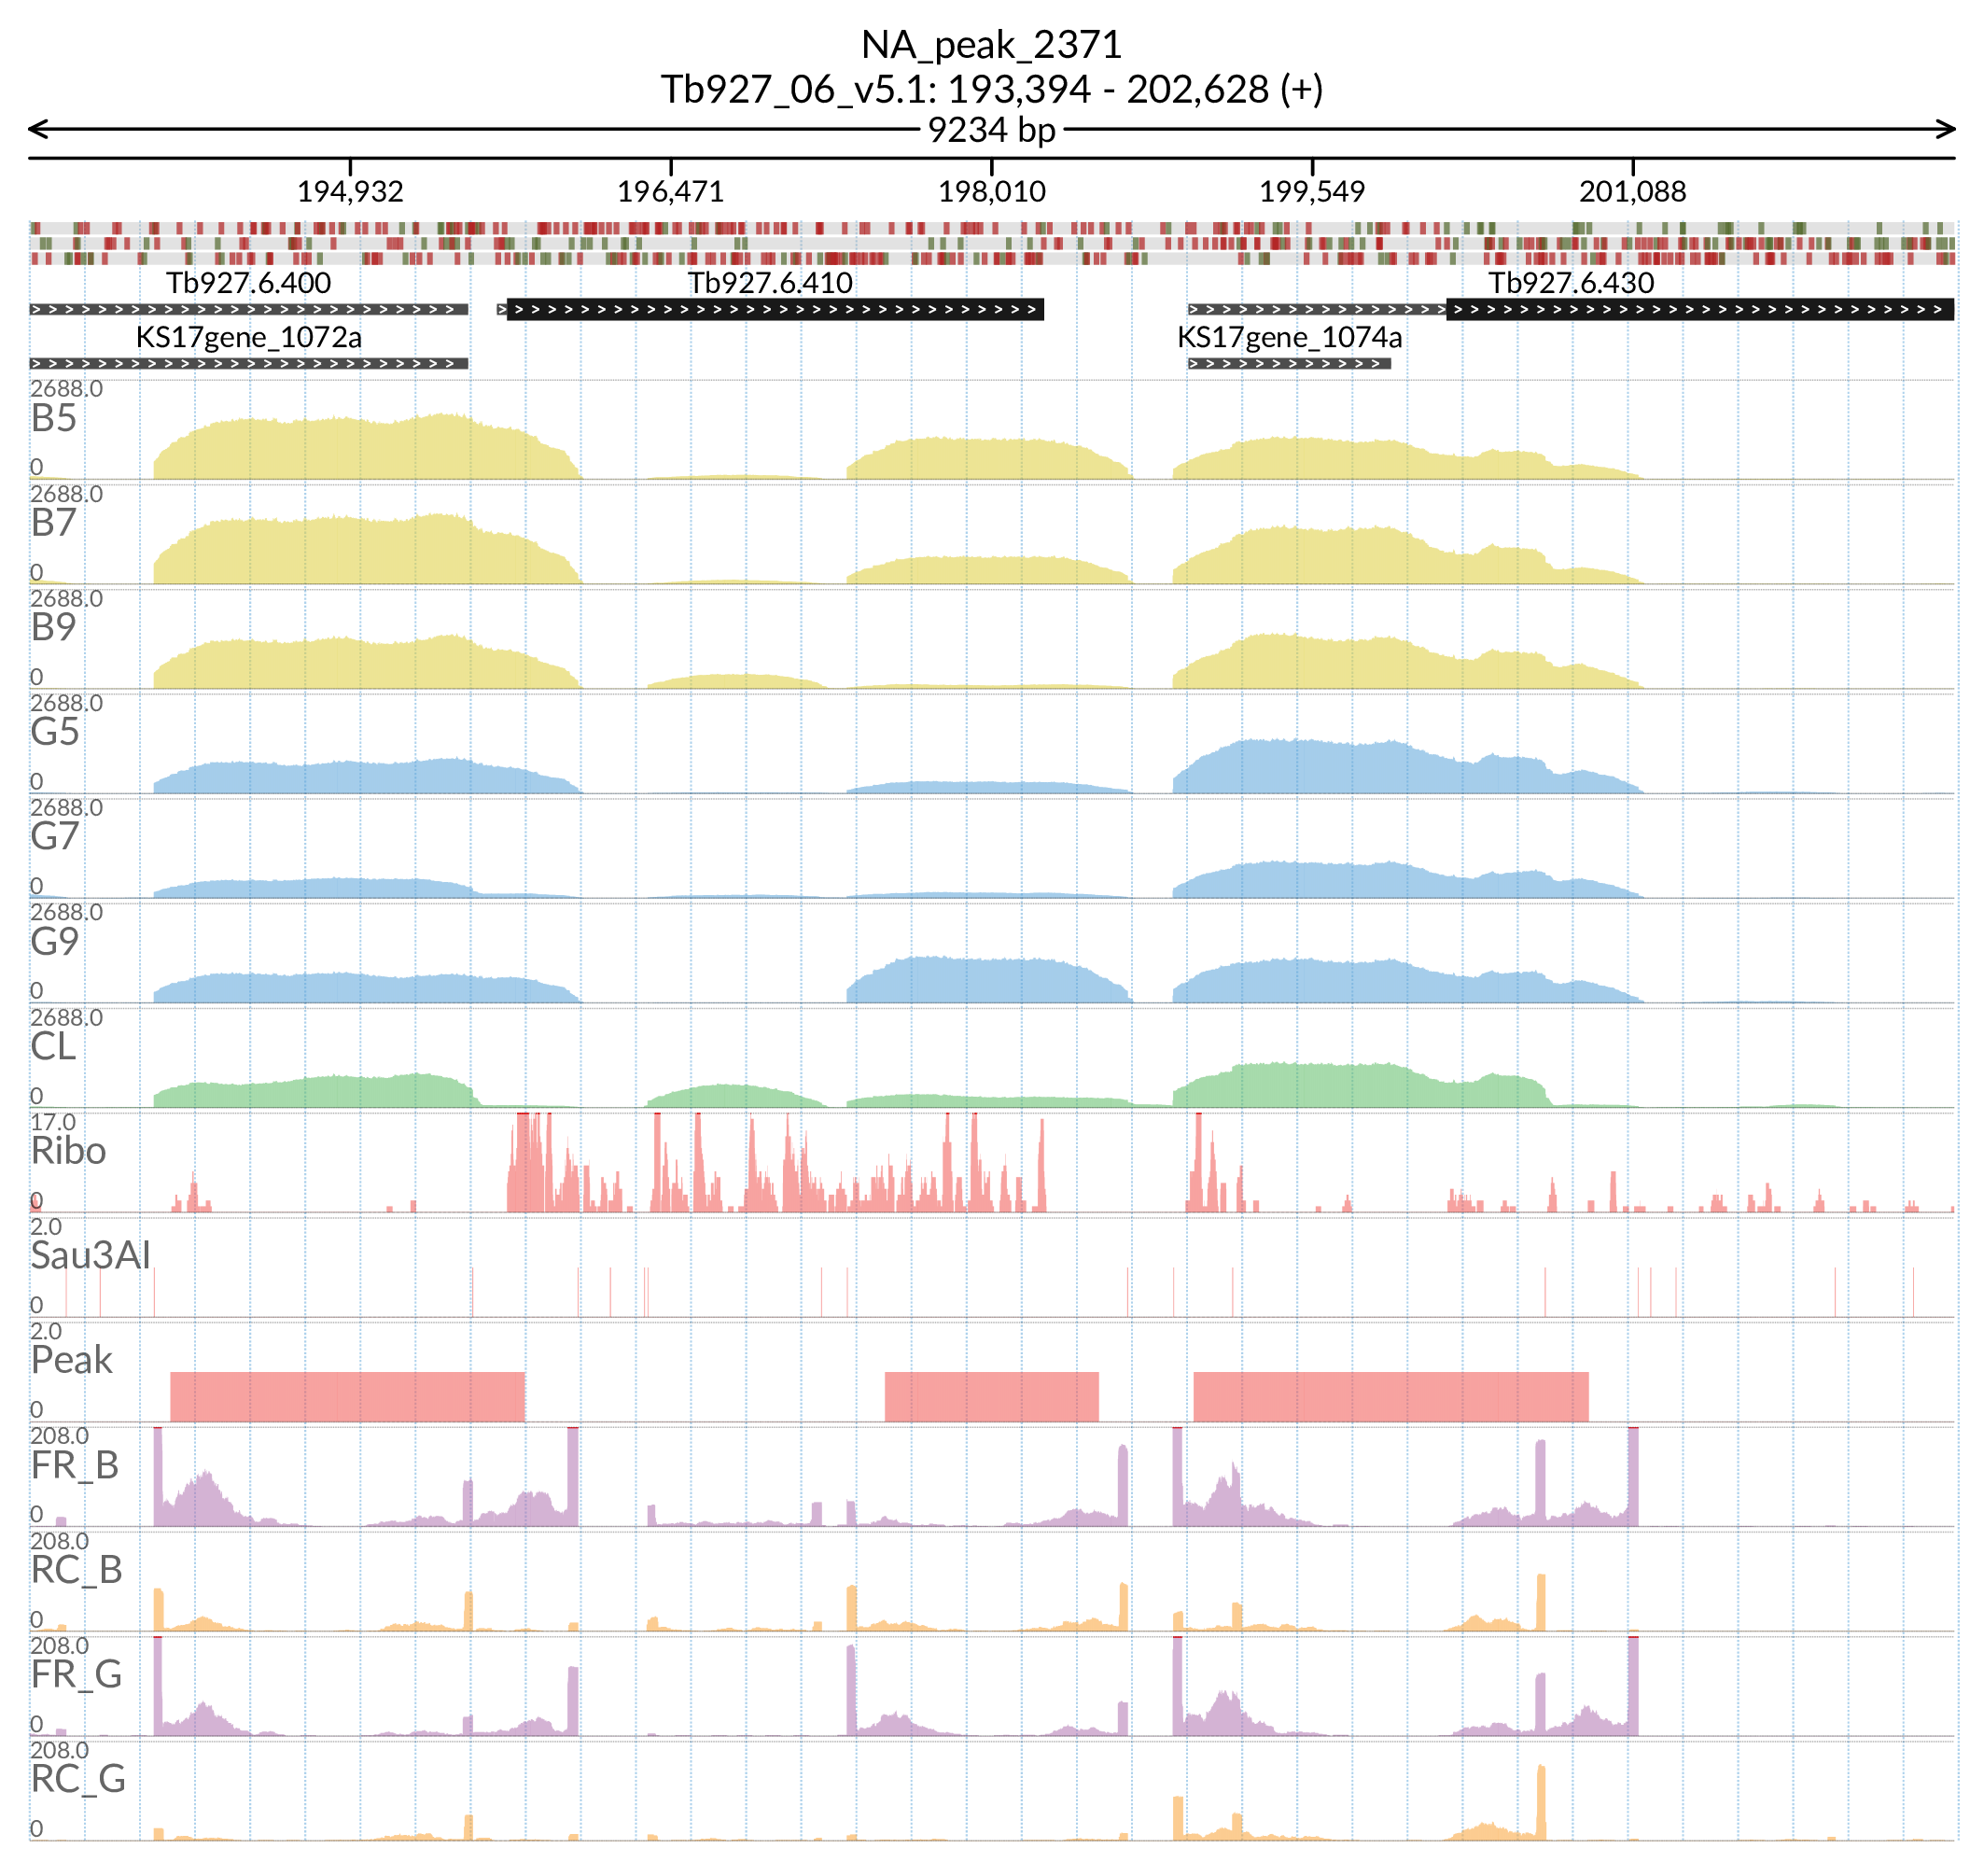 NA_peak_2371
Tb927_06_v5.1: 193,394 - 202,628 (+)
9234 bp
194,932 196,471 198,010 199,549 201,088
Tb927.6.400 Tb927.6.410 Tb927.6.430
KS17gene_1072a KS17gene_1074a
2688.0
B5
0
2688.0
B7
0
2688.0
B9
0
2688.0
G5
0
2688.0
G7
0
2688.0
G9
0
2688.0
CL
0
17.0
Ribo
0
2.0
Sau3AI
0
2.0
Peak
0
208.0
FR_B
0
208.0
RC_B
0
208.0
FR_G
0
208.0
RC_G
0